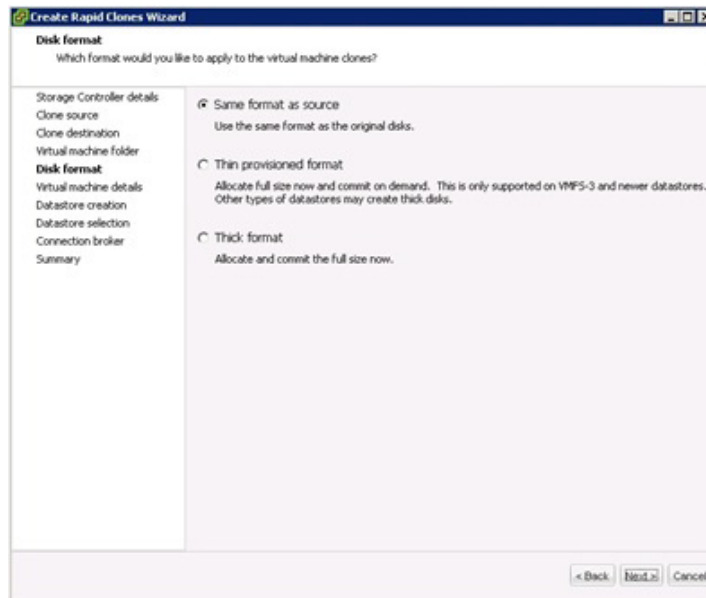 Create Rapid Clones Wizard
Disk format
Which format would you like to apply to the virtual machine clones?
Storage Controller details
Clone source
Clone destination
Virtual machine folder
Disk format
Virtual machine details
Datastore creation
Datastore selection
Connection broker
Summary
Same format as source
Use the same format as the original disks.
Thin provisioned format
Allocate full size now and commit on demand. This is only supported on VMFS-3 and newer datastores.
Other types of datastores may create thick disks.
Thick format
Allocate and commit the full size now.
< Back
Next >
Cancel